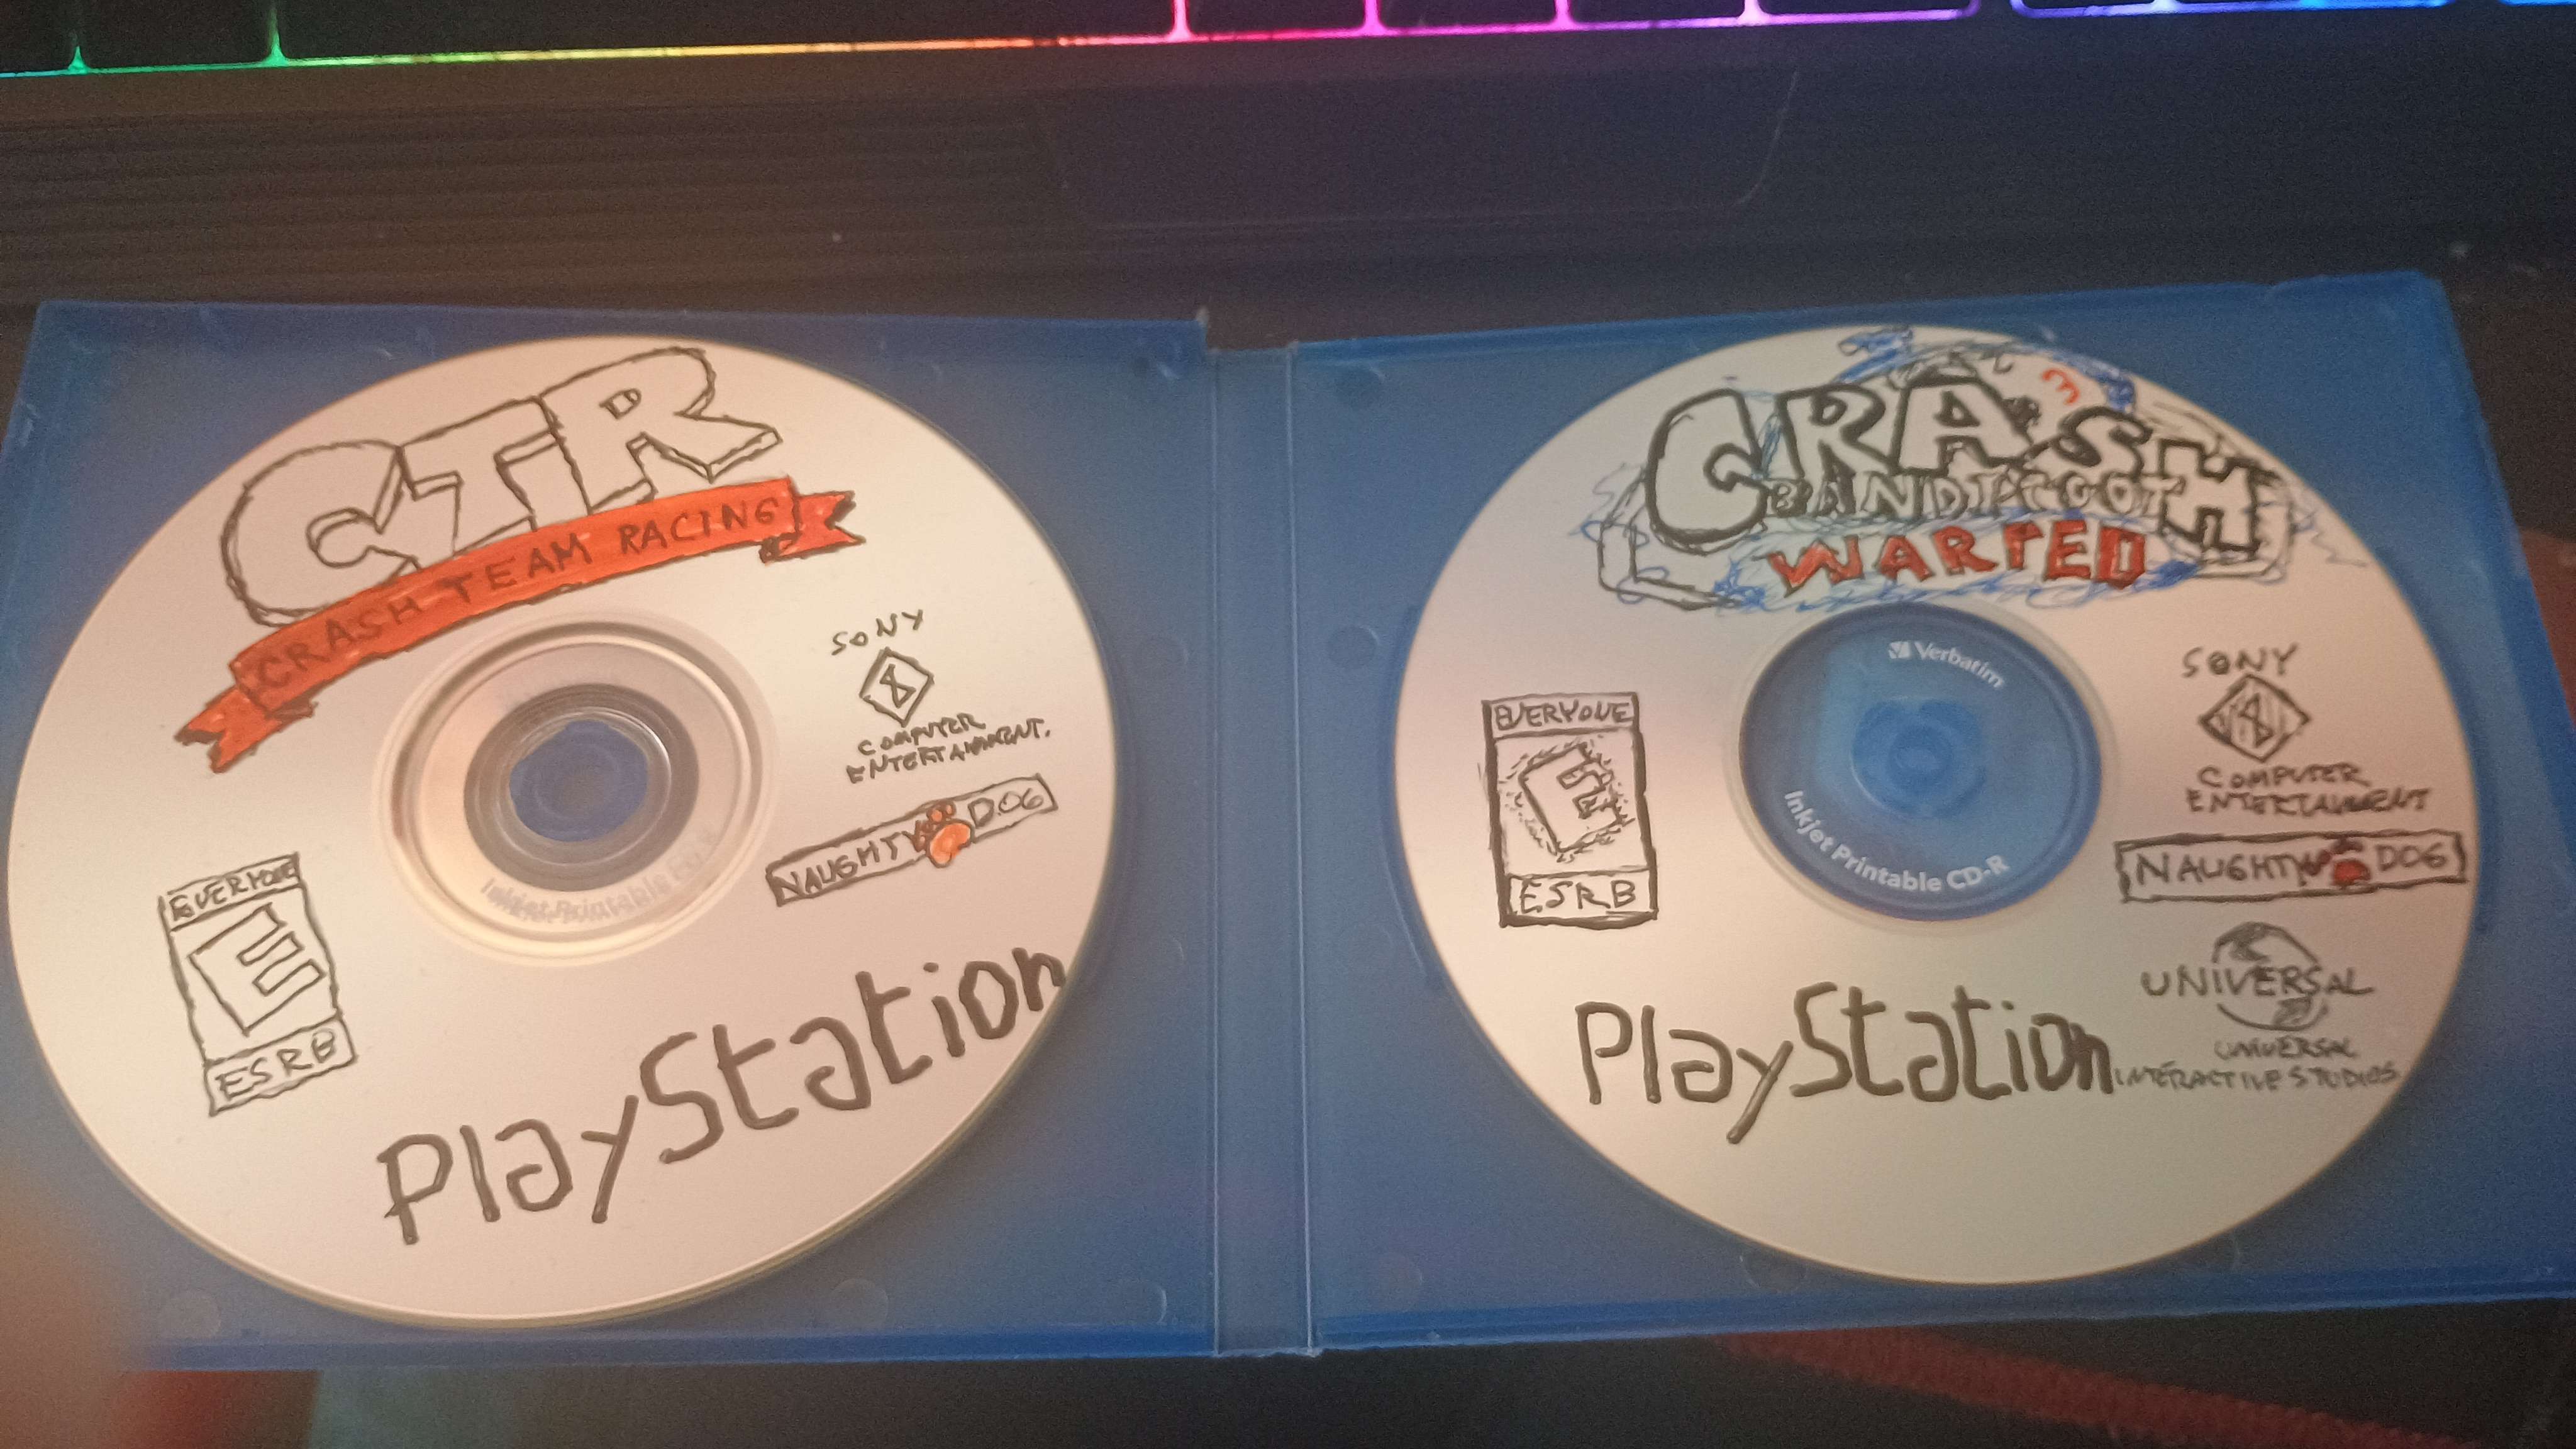 CTR
CRASH TEAM RACING
SONY
COMPUTER
ENTERTAINMENT.
NAUGHTY DOG
EVERYONE
E
ESRB
PlayStation
3
CRASH
BANDICOOT
WARPED
Verbatim
Inkjet Printable CD-R
SONY
COMPUTER
ENTERTAINMENT
NAUGHTY DOG
EVERYONE
E
ESRB
UNIVERSAL
UNIVERSAL
INTERACTIVE STUDIOS
PlayStation